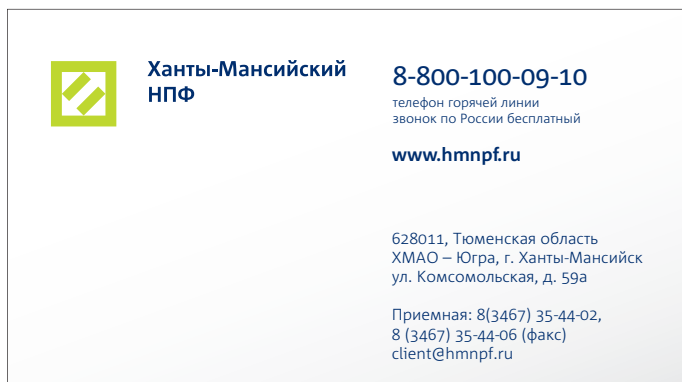 Ханты-Мансийский
НПФ
8-800-100-09-10
телефон горячей линии
звонок по России бесплатный
www.hmnpf.ru
628011, Тюменская область
ХМАО – Югра, г. Ханты-Мансийск
ул. Комсомольская, д. 59а
Приемная: 8(3467) 35-44-02,
8 (3467) 35-44-06 (факс)
client@hmnpf.ru